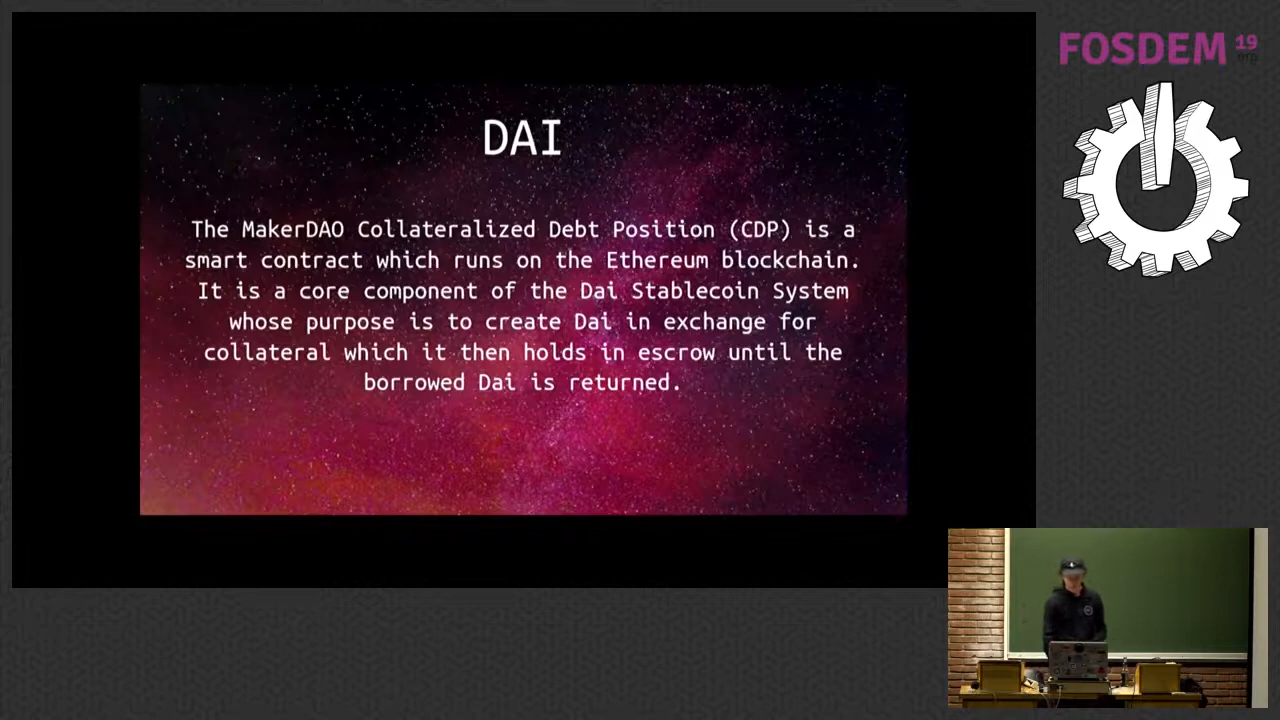 FOSDEM 19
.org
DAI
The MakerDAO Collateralized Debt Position (CDP) is a
smart contract which runs on the Ethereum blockchain.
It is a core component of the Dai Stablecoin System
whose purpose is to create Dai in exchange for
collateral which it then holds in escrow until the
borrowed Dai is returned.